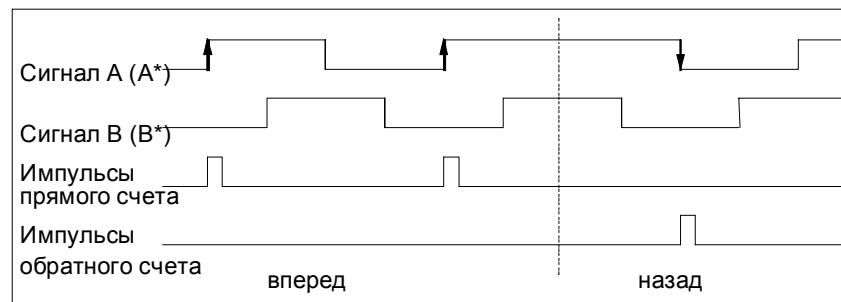 Сигнал A (A*)
Сигнал B (B*)
Импульсы
прямого счета
Импульсы
обратного счета
вперед
назад